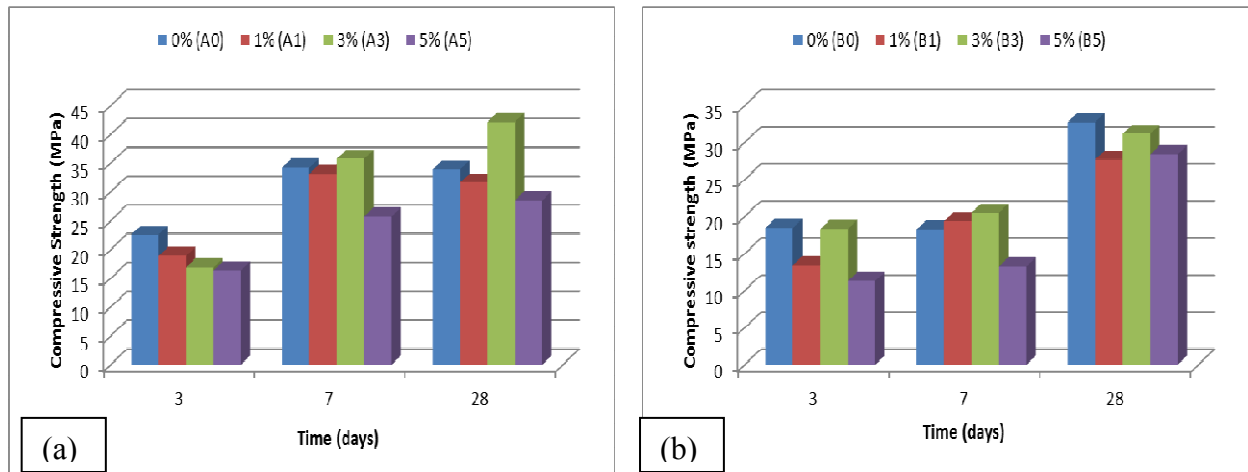 0% (A0) 1% (A1) 3% (A3) 5% (A5)
Compressive Strength (MPa)
45
40
35
30
25
20
15
10
5
0
3 7 28
Time (days)
(a)
0% (B0) 1% (B1) 3% (B3) 5% (B5)
Compressive strength (MPa)
35
30
25
20
15
10
5
0
3 7 28
Time (days)
(b)